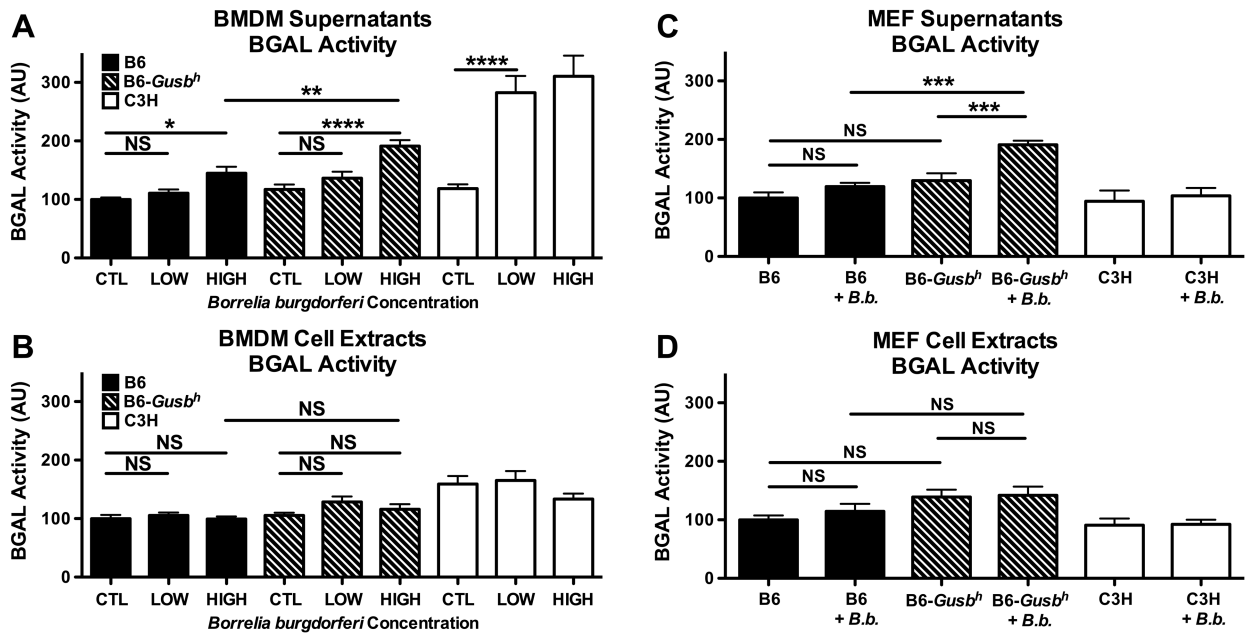 A
BMDM Supernatants
BGAL Activity
BGAL Activity (AU)
300
200
100
0
B6
B6-Gusbʰ
C3H
NS
*
**
NS
****
****
CTL LOW HIGH CTL LOW HIGH CTL LOW HIGH
Borrelia burgdorferi Concentration
B
BMDM Cell Extracts
BGAL Activity
BGAL Activity (AU)
300
200
100
0
B6
B6-Gusbʰ
C3H
NS
NS
NS
NS
NS
CTL LOW HIGH CTL LOW HIGH CTL LOW HIGH
Borrelia burgdorferi Concentration
C
MEF Supernatants
BGAL Activity
BGAL Activity (AU)
300
200
100
0
***
***
NS
NS
B6 B6 B6-Gusbʰ B6-Gusbʰ C3H C3H
+ B.b. + B.b. + B.b.
D
MEF Cell Extracts
BGAL Activity
BGAL Activity (AU)
300
200
100
0
NS
NS
NS
NS
B6 B6 B6-Gusbʰ B6-Gusbʰ C3H C3H
+ B.b. + B.b. + B.b.